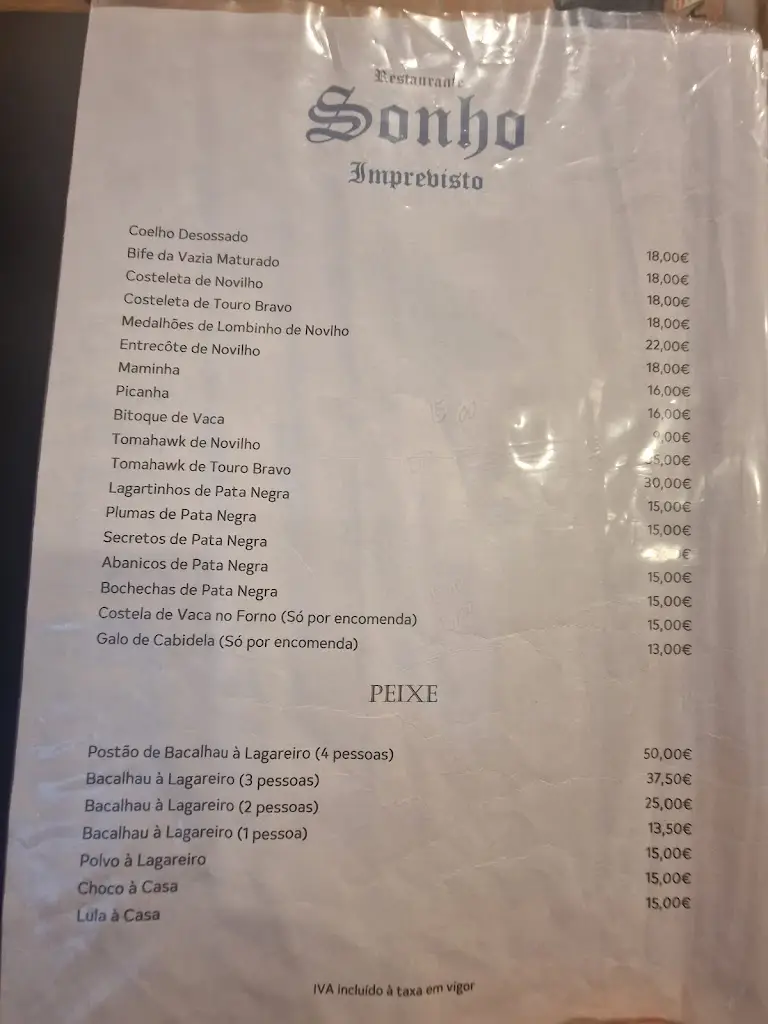 Restaurante
Sonho
Imprevisto
Coelho Desossado 18,00€
Bife da Vazia Maturado 18,00€
Costeleta de Novilho 18,00€
Costeleta de Touro Bravo 18,00€
Medalhões de Lombinho de Novlho 22,00€
Entrecôte de Novilho 18,00€
Maminha 16,00€
Picanha 16,00€
Bitoque de Vaca
Tomahawk de Novilho
Tomahawk de Touro Bravo 30,00€
Lagartinhos de Pata Negra 15,00€
Plumas de Pata Negra 15,00€
Secretos de Pata Negra
Abanicos de Pata Negra 15,00€
Bochechas de Pata Negra 15,00€
Costela de Vaca no Forno (Só por encomenda) 15,00€
Galo de Cabidela (Só por encomenda) 13,00€
PEIXE
Postão de Bacalhau à Lagareiro (4 pessoas) 50,00€
Bacalhau à Lagareiro (3 pessoas) 37,50€
Bacalhau à Lagareiro (2 pessoas) 25,00€
Bacalhau à Lagareiro (1 pessoa) 13,50€
Polvo à Lagareiro 15,00€
Choco à Casa 15,00€
Lula à Casa 15,00€
IVA incluído à taxa em vigor